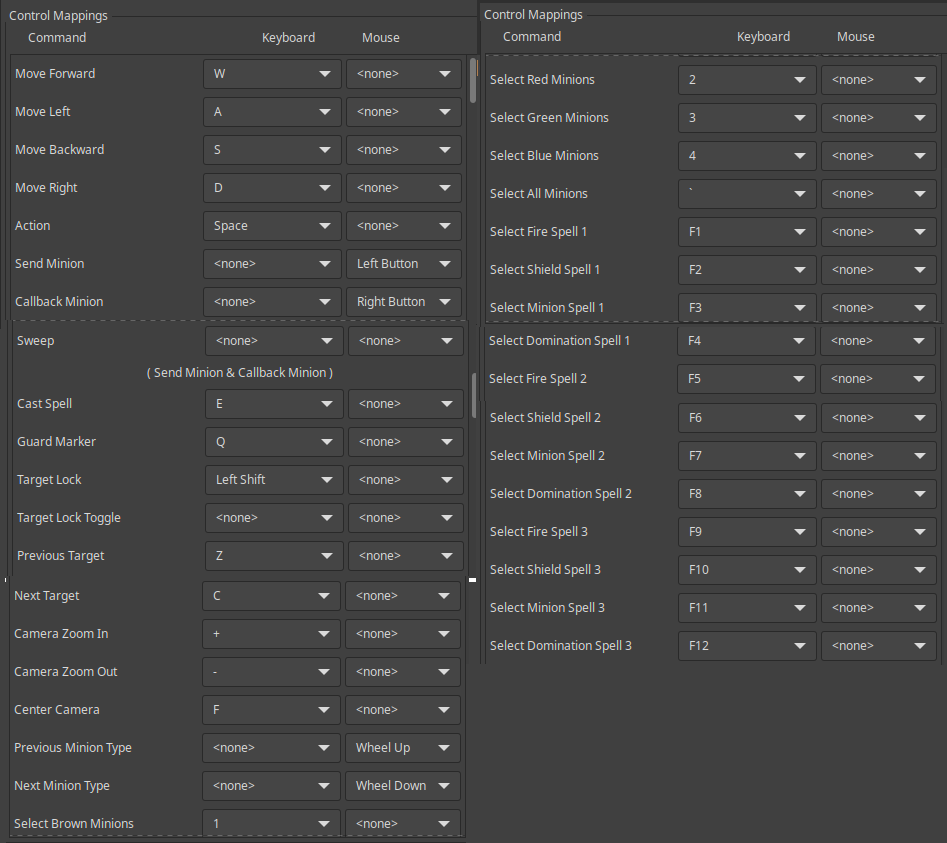 Control Mappings
Command Keyboard Mouse
Move Forward W <none>
Move Left A <none>
Move Backward S <none>
Move Right D <none>
Action Space <none>
Send Minion <none> Left Button
Callback Minion <none> Right Button
Sweep <none> <none>
( Send Minion & Callback Minion )
Cast Spell E <none>
Guard Marker Q <none>
Target Lock Left Shift <none>
Target Lock Toggle <none> <none>
Previous Target Z <none>
Next Target C <none>
Camera Zoom In + <none>
Camera Zoom Out - <none>
Center Camera F <none>
Previous Minion Type <none> Wheel Up
Next Minion Type <none> Wheel Down
Select Brown Minions 1 <none>
Control Mappings
Command Keyboard Mouse
Select Red Minions 2 <none>
Select Green Minions 3 <none>
Select Blue Minions 4 <none>
Select All Minions ` <none>
Select Fire Spell 1 F1 <none>
Select Shield Spell 1 F2 <none>
Select Minion Spell 1 F3 <none>
Select Domination Spell 1 F4 <none>
Select Fire Spell 2 F5 <none>
Select Shield Spell 2 F6 <none>
Select Minion Spell 2 F7 <none>
Select Domination Spell 2 F8 <none>
Select Fire Spell 3 F9 <none>
Select Shield Spell 3 F10 <none>
Select Minion Spell 3 F11 <none>
Select Domination Spell 3 F12 <none>